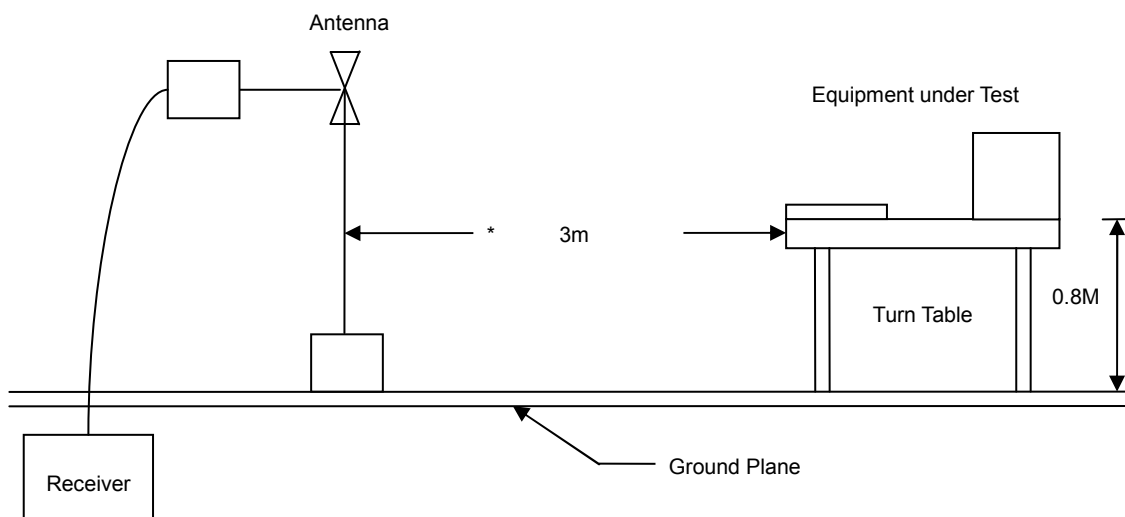 Antenna
Equipment under Test
* 3m
0.8M
Turn Table
Ground Plane
Receiver